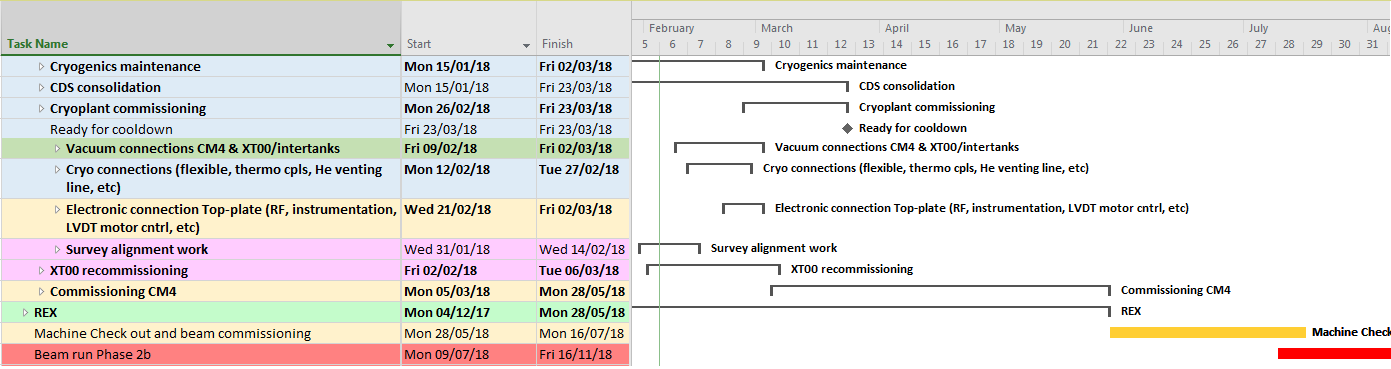 February March April May June July Aug
Task Name Start Finish 5 6 7 8 9 10 11 12 13 14 15 16 17 18 19 20 21 22 23 24 25 26 27 28 29 30 31
Cryogenics maintenance Mon 15/01/18 Fri 02/03/18 Cryogenics maintenance
CDS consolidation Mon 15/01/18 Fri 23/03/18 CDS consolidation
Cryoplant commissioning Mon 26/02/18 Fri 23/03/18 Cryoplant commissioning
Ready for cooldown Fri 23/03/18 Fri 23/03/18 Ready for cooldown
Vacuum connections CM4 & XT00/intertanks Fri 09/02/18 Fri 02/03/18 Vacuum connections CM4 & XT00/intertanks
Cryo connections (flexible, thermo cpls, He venting Mon 12/02/18 Tue 27/02/18 Cryo connections (flexible, thermo cpls, He venting line, etc)
line, etc)
Electronic connection Top-plate (RF, instrumentation, Wed 21/02/18 Fri 02/03/18 Electronic connection Top-plate (RF, instrumentation, LVDT motor cntrl, etc)
LVDT motor cntrl, etc)
Survey alignment work Wed 31/01/18 Wed 14/02/18 Survey alignment work
XT00 recommissioning Fri 02/02/18 Tue 06/03/18 XT00 recommissioning
Commissioning CM4 Mon 05/03/18 Mon 28/05/18 Commissioning CM4
REX Mon 04/12/17 Mon 28/05/18 REX
Machine Check out and beam commissioning Mon 28/05/18 Mon 16/07/18 Machine Check
Beam run Phase 2b Mon 09/07/18 Fri 16/11/18